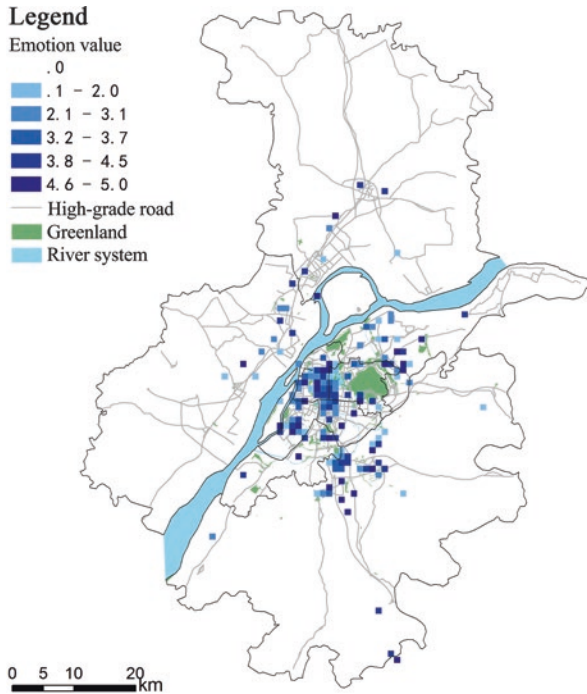 Legend
Emotion value
.0
.1 - 2.0
2.1 - 3.1
3.2 - 3.7
3.8 - 4.5
4.6 - 5.0
High-grade road
Greenland
River system
0 5 10 20
km